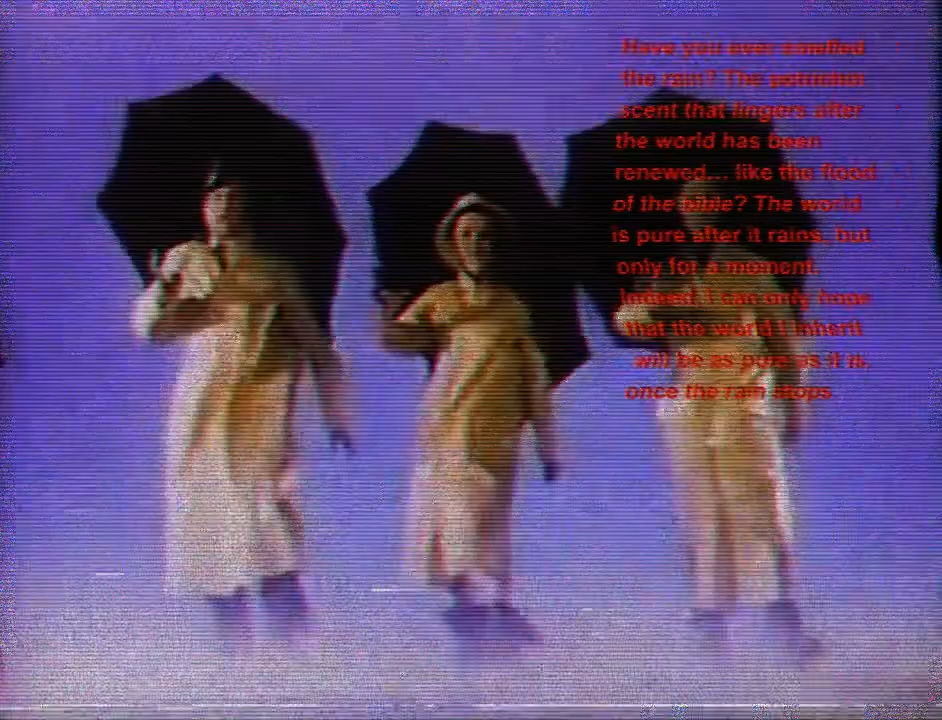 Have you ever smelled
the rain? The petrichor
scent that lingers after
the world has been
renewed... like the flood
of the bible? The world
is pure after it rains, but
only for a moment.
Indeed, I can only hope
that the world I inherit
will be as pure as it is,
once the rain stops